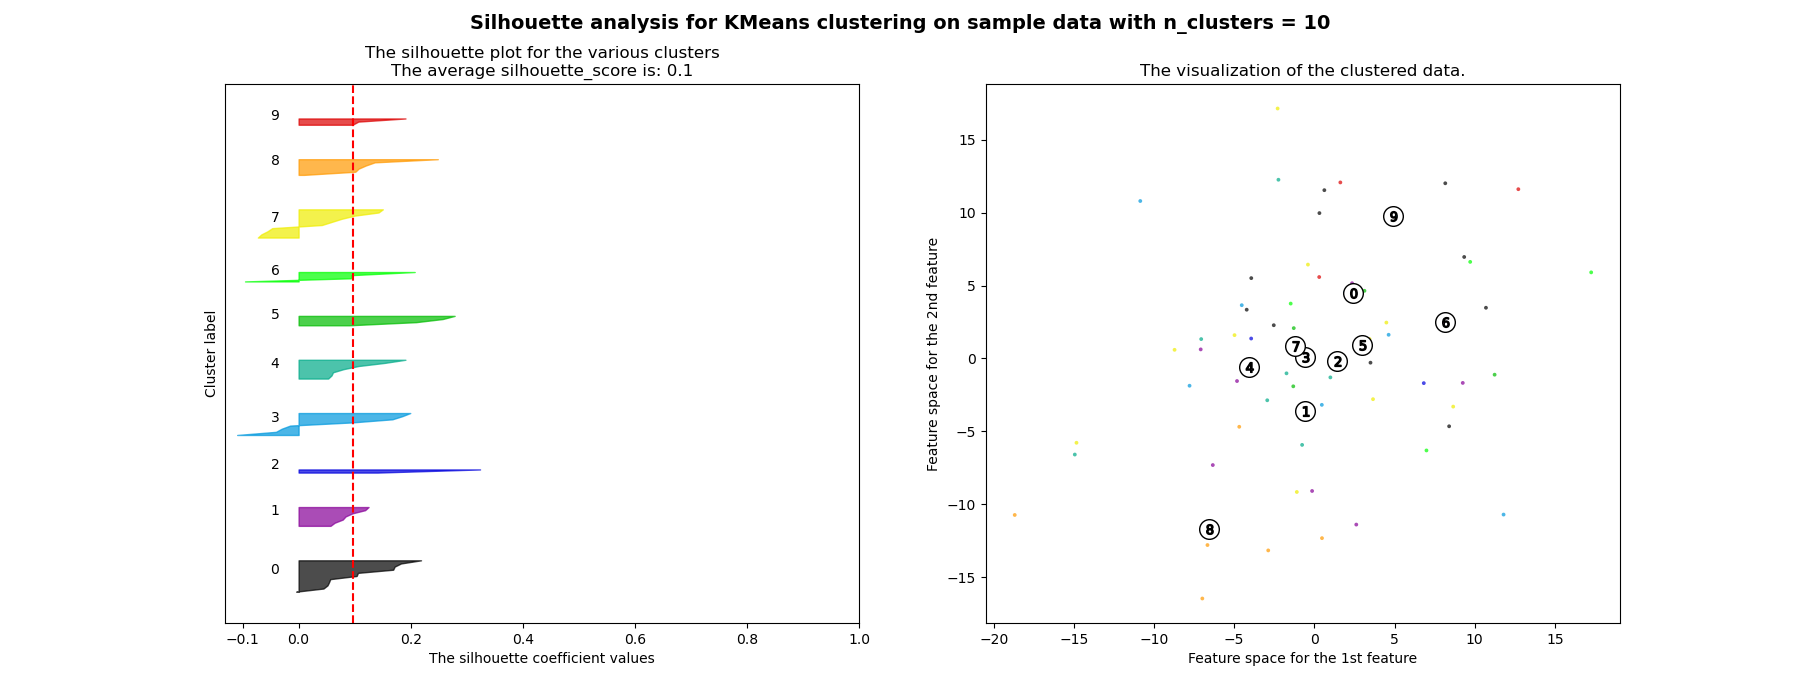 Silhouette analysis for KMeans clustering on sample data with n_clusters = 10
The silhouette plot for the various clusters
The average silhouette_score is: 0.1
Cluster label
9
8
7
6
5
4
3
2
1
0
−0.1 0.0 0.2 0.4 0.6 0.8 1.0
The silhouette coefficient values
The visualization of the clustered data.
Feature space for the 2nd feature
15
10
5
0
−5
−10
−15
9
0
6
7
5
3
2
4
1
8
−20 −15 −10 −5 0 5 10 15
Feature space for the 1st feature